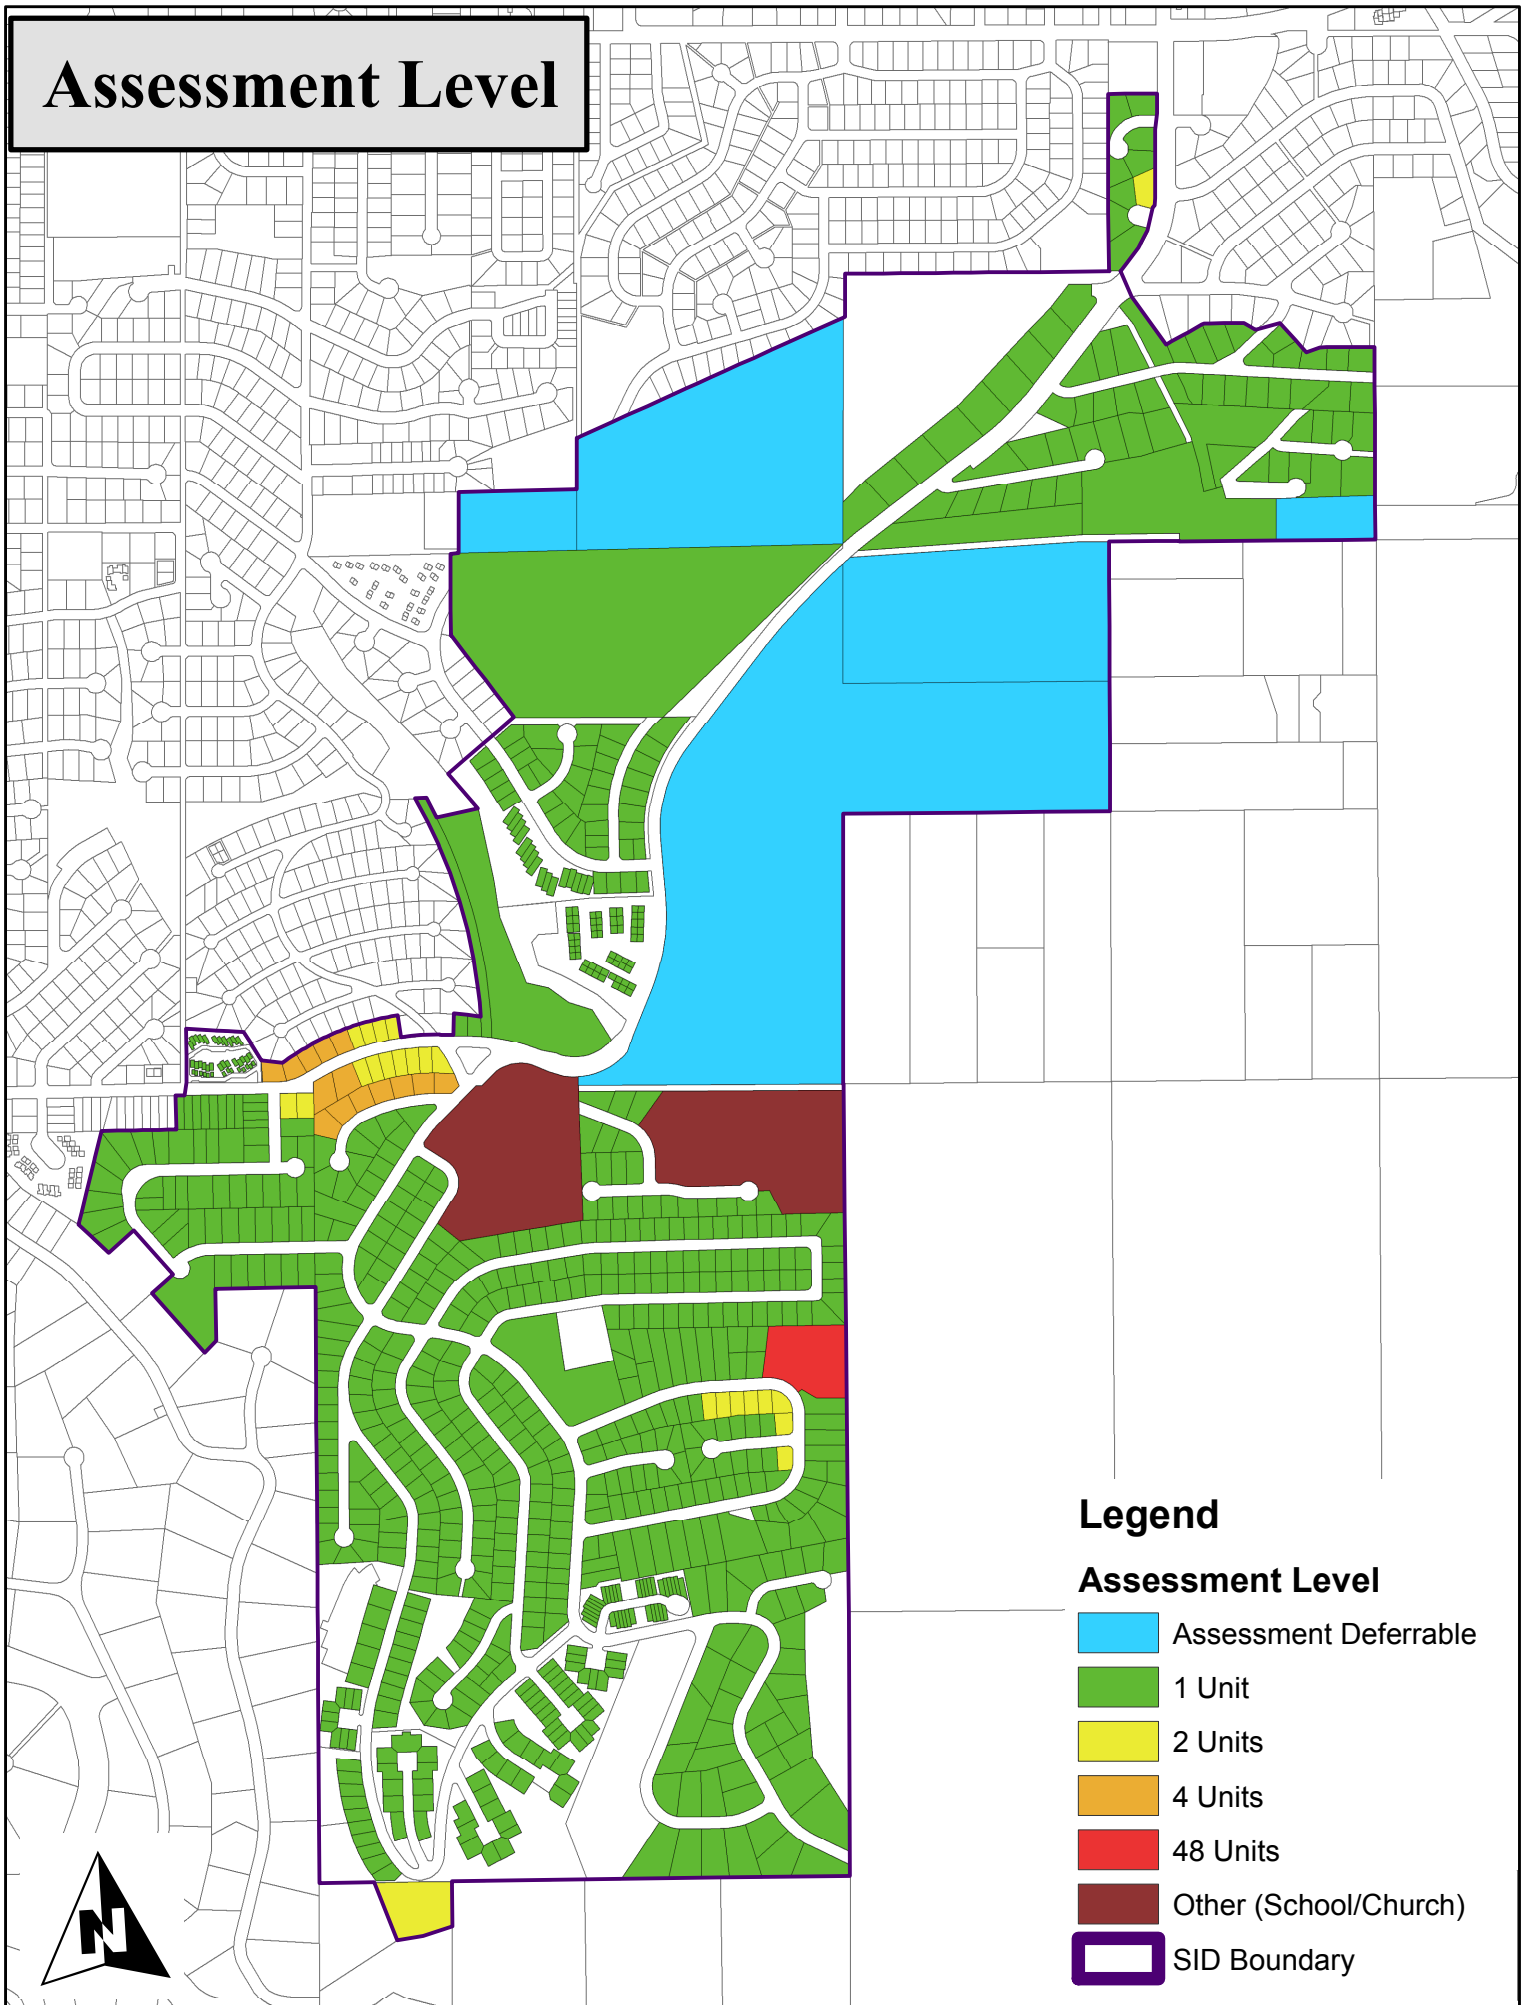 Assessment Level
Legend
Assessment Level
Assessment Deferrable
1 Unit
2 Units
4 Units
48 Units
Other (School/Church)
SID Boundary
N